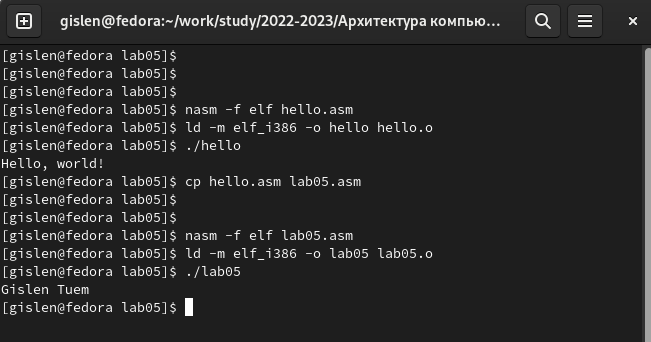 gislen@fedora:~/work/study/2022-2023/Архитектура компью...
[gislen@fedora lab05]$
[gislen@fedora lab05]$
[gislen@fedora lab05]$
[gislen@fedora lab05]$ nasm -f elf hello.asm
[gislen@fedora lab05]$ ld -m elf_i386 -o hello hello.o
[gislen@fedora lab05]$ ./hello
Hello, world!
[gislen@fedora lab05]$ cp hello.asm lab05.asm
[gislen@fedora lab05]$
[gislen@fedora lab05]$
[gislen@fedora lab05]$ nasm -f elf lab05.asm
[gislen@fedora lab05]$ ld -m elf_i386 -o lab05 lab05.o
[gislen@fedora lab05]$ ./lab05
Gislen Tuem
[gislen@fedora lab05]$